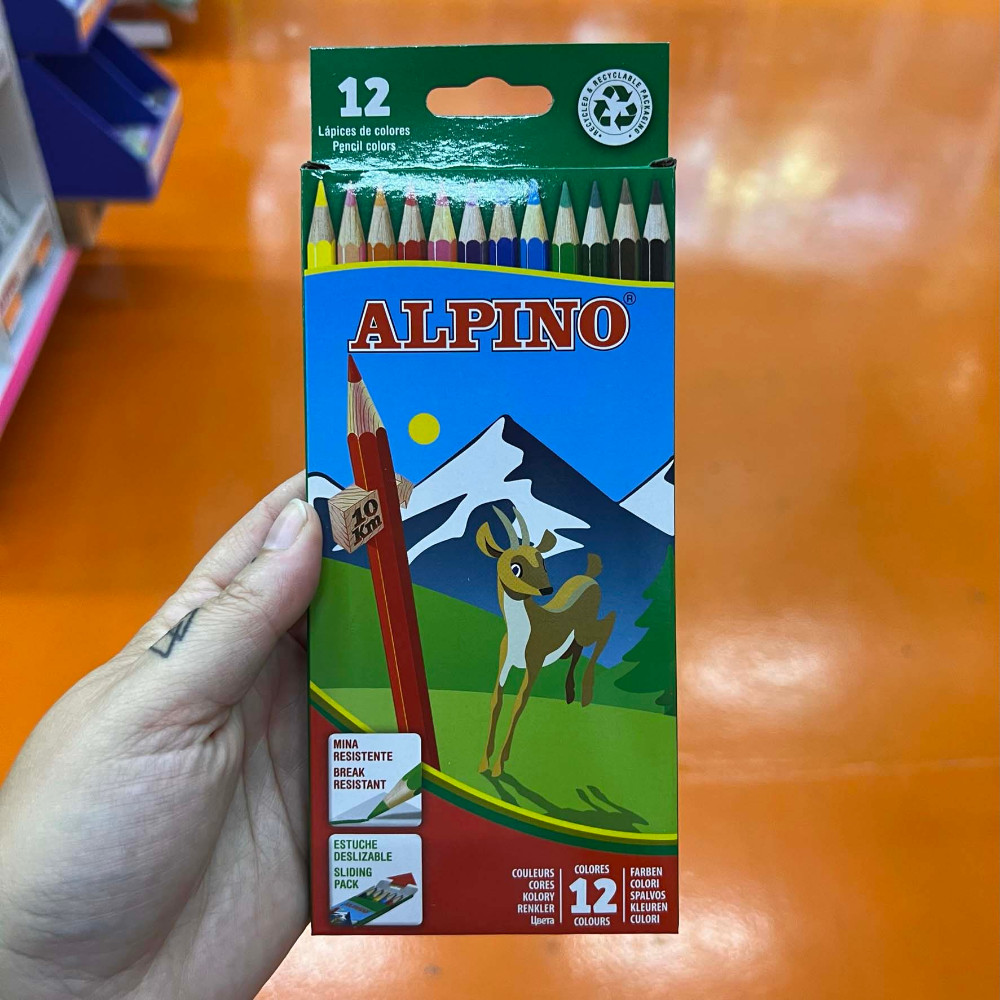 12
Lápices de colores
Pencil colors
RECYCLED & RECYCLABLE PACKAGING
ALPINO®
10
Km
MINA
RESISTENTE
BREAK
RESISTANT
ESTUCHE
DESLIZABLE
SLIDING
PACK
COULEURS
CORES
KOLORY
RENKLER
Цвета
COLORES
12
COLOURS
FARBEN
COLORI
SPALVOS
KLEUREN
CULORI